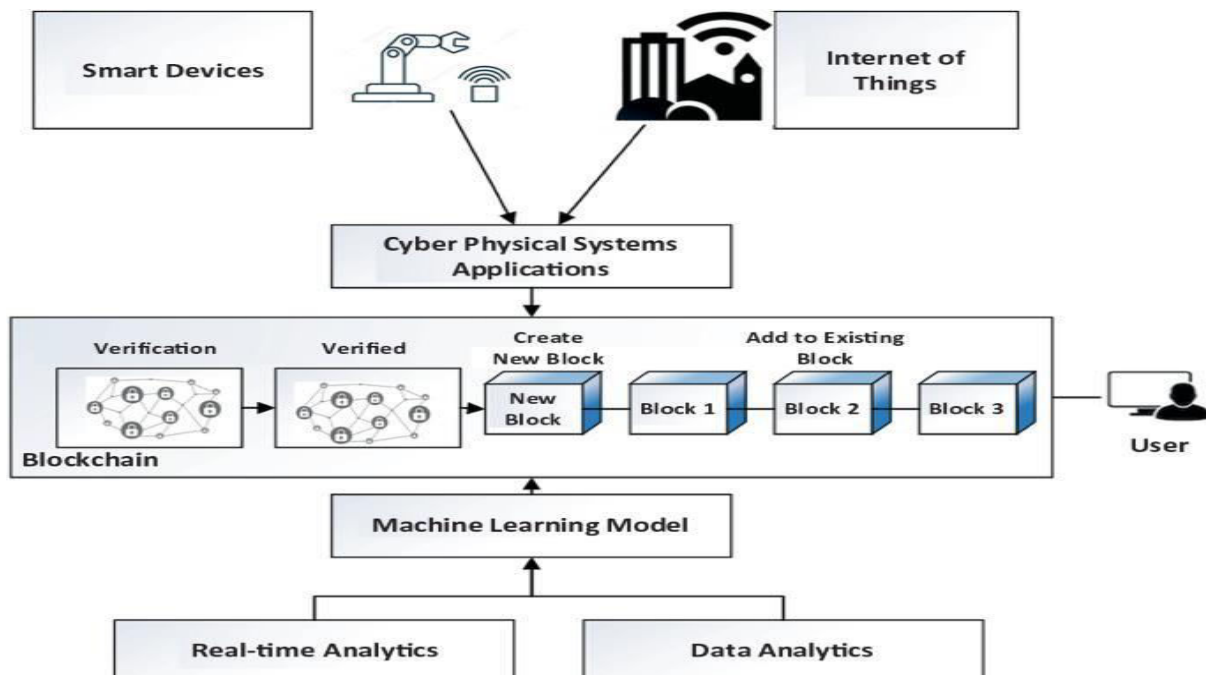 Smart Devices
Internet of
Things
Cyber Physical Systems
Applications
Verification
Verified
Create
New Block
Add to Existing
Block
New
Block
Block 1
Block 2
Block 3
Blockchain
User
Machine Learning Model
Real-time Analytics
Data Analytics